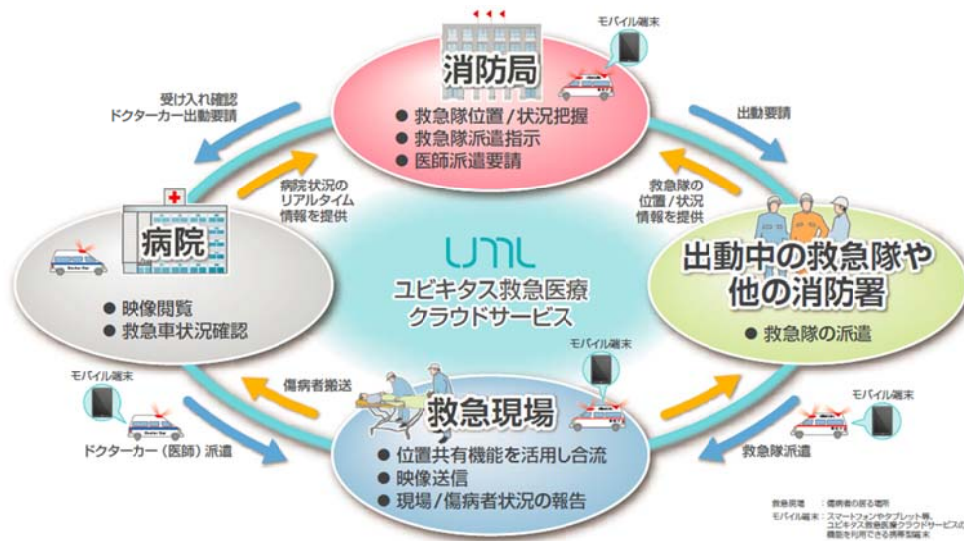 モバイル端末
消防局
● 救急隊位置/状況把握
● 救急隊派遣指示
● 医師派遣要請
受け入れ確認
ドクターカー出動要請
出動要請
病院状況の
リアルタイム
情報を提供
救急隊の
位置/状況
情報を提供
病院
● 映像閲覧
● 救急車状況確認
uml
ユビキタス救急医療
クラウドサービス
出動中の救急隊や
他の消防署
● 救急隊の派遣
モバイル端末
ドクターカー(医師)派遣
傷病者搬送
モバイル端末
救急現場
● 位置共有機能を活用し合流
● 映像送信
● 現場/傷病者状況の報告
モバイル端末
救急隊派遣
救急現場 :傷病者の居る場所
モバイル端末:スマートフォンやタブレット等、
ユビキタス救急医療クラウドサービスの
機能を利用できる携帯型端末